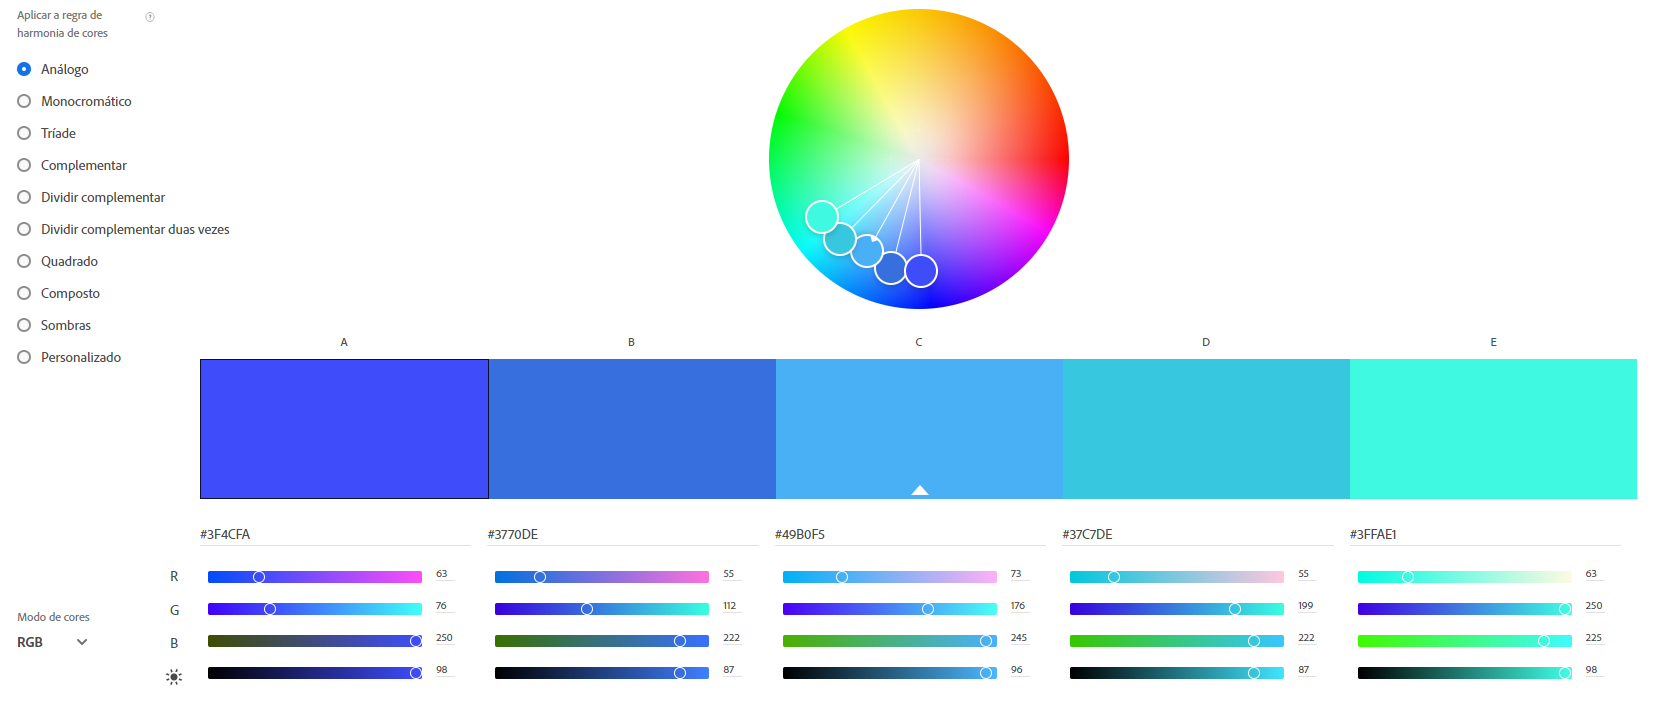 Aplicar a regra de
harmonia de cores
?
Análogo
Monocromático
Tríade
Complementar
Dividir complementar
Dividir complementar duas vezes
Quadrado
Composto
Sombras
Personalizado
A B C D E
#3F4CFA #3770DE #49B0F5 #37C7DE #3FFAE1
R 63 55 73 55 63
G 76 112 176 199 250
Modo de cores
RGB
B 250 222 245 222 225
98 87 96 87 98